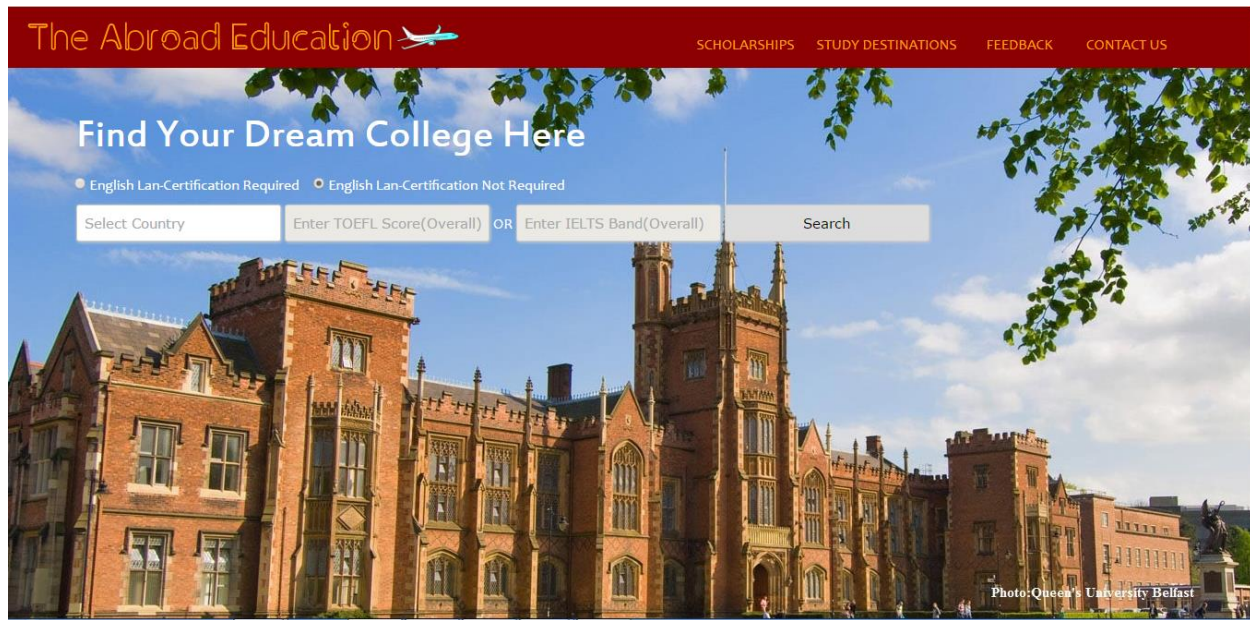 The Abroad Education
SCHOLARSHIPS STUDY DESTINATIONS FEEDBACK CONTACT US
Find Your Dream College Here
English Lan-Certification Required English Lan-Certification Not Required
Select Country Enter TOEFL Score(Overall) OR Enter IELTS Band(Overall) Search
Photo:Queen's University Belfast